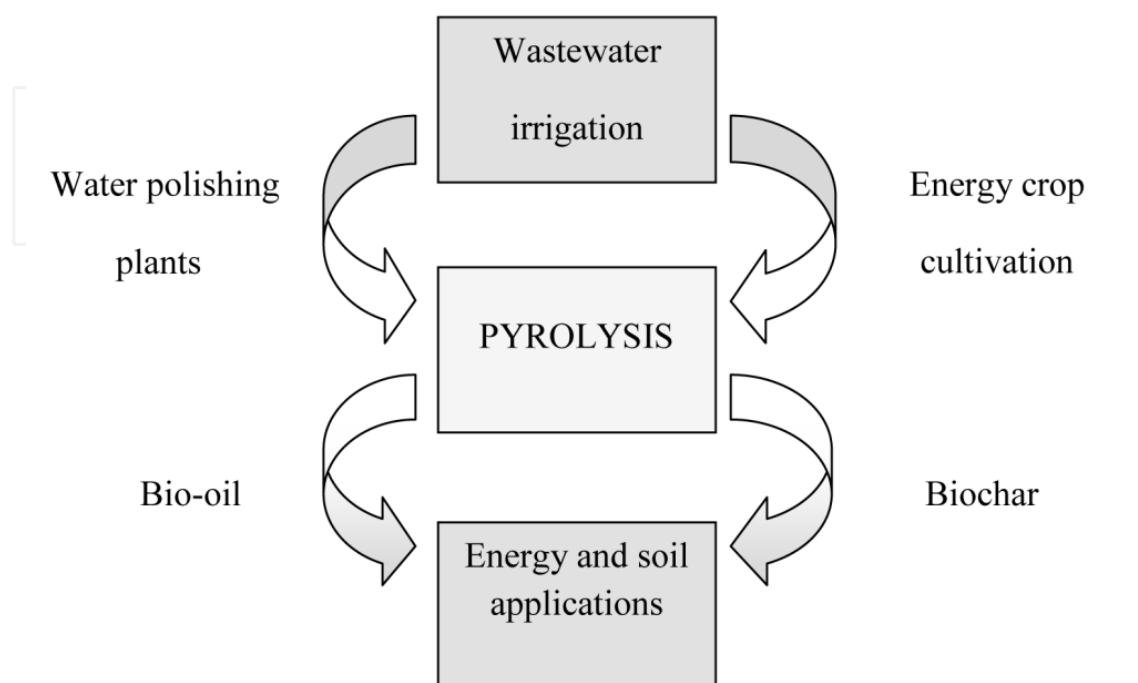 Wastewater
irrigation
Water polishing
plants
Energy crop
cultivation
PYROLYSIS
Bio-oil
Biochar
Energy and soil
applications